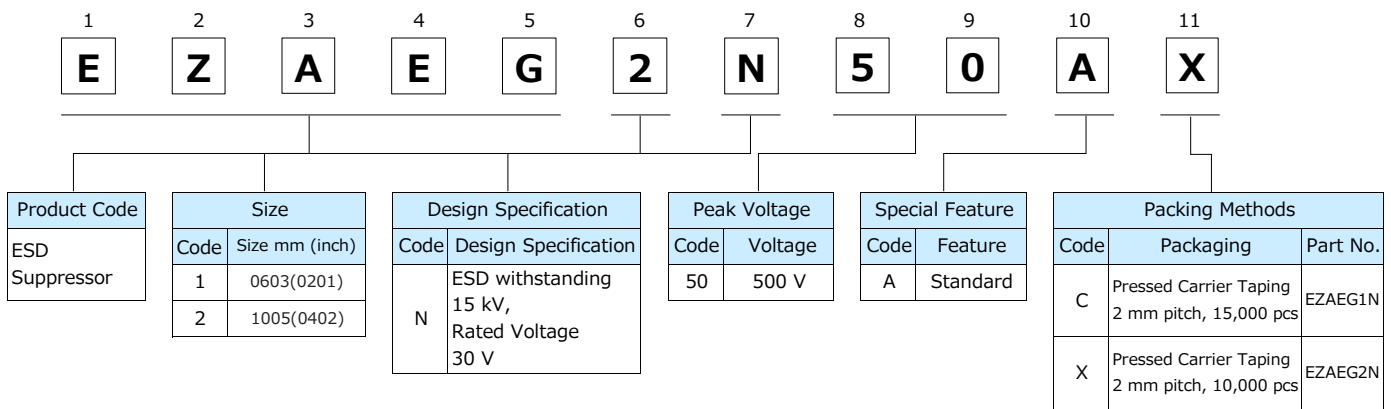 1 2 3 4 5 6 7 8 9 10 11
E Z A E G 2 N 5 0 A X
Product Code
ESD
Suppressor
Size
Code Size mm (inch)
1 0603(0201)
2 1005(0402)
Design Specification
Code Design Specification
N
ESD withstanding
15 kV,
Rated Voltage
30 V
Peak Voltage
Code Voltage
50 500 V
Special Feature
Code Feature
A Standard
Packing Methods
Code Packaging Part No.
C
Pressed Carrier Taping
2 mm pitch, 15,000 pcs
EZAEG1N
X
Pressed Carrier Taping
2 mm pitch, 10,000 pcs
EZAEG2N